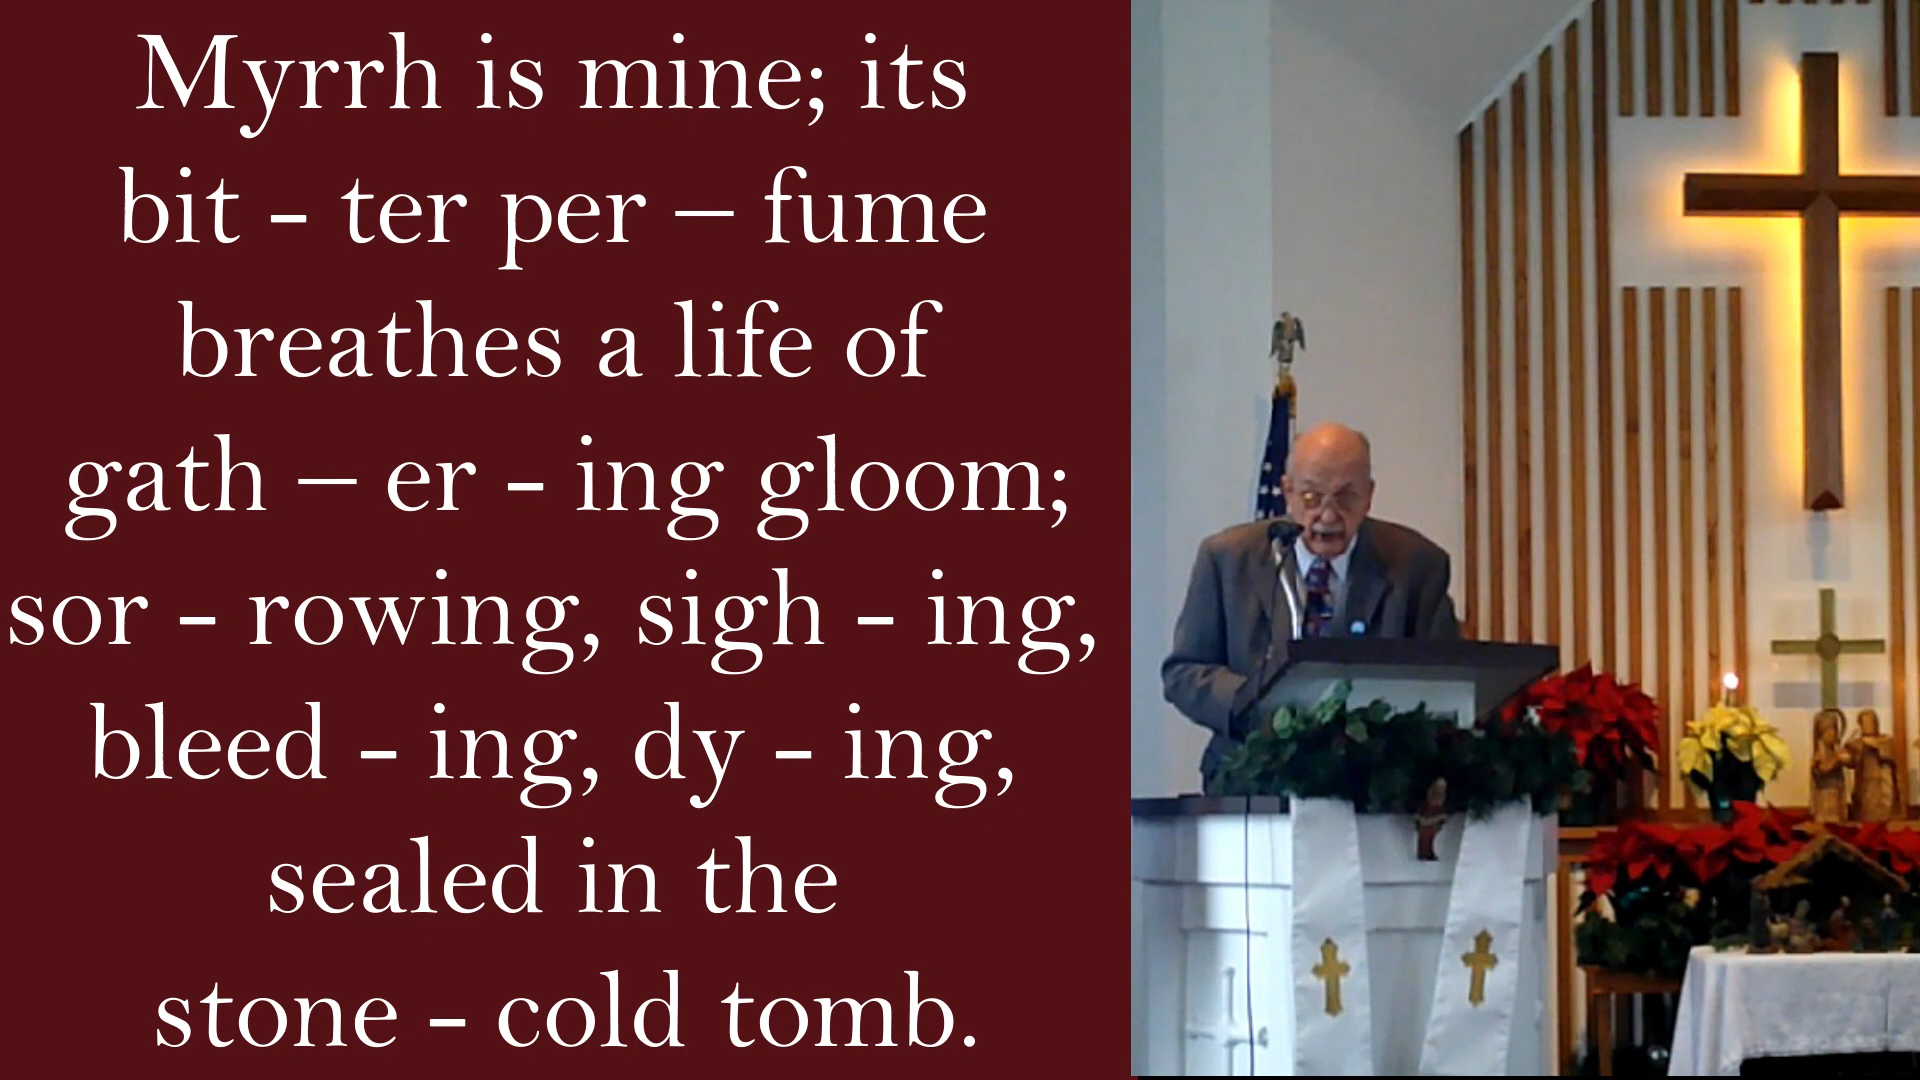 Myrrh is mine; its
bit - ter per – fume
breathes a life of
gath – er - ing gloom;
sor - rowing, sigh - ing,
bleed - ing, dy - ing,
sealed in the
stone - cold tomb.